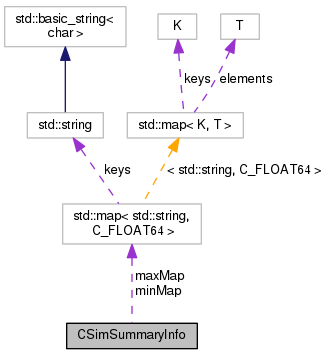 std::basic_string<
char >
K
T
keys
elements
std::string
std::map< K, T >
keys
< std::string, C_FLOAT64 >
std::map< std::string,
C_FLOAT64 >
maxMap
minMap
CSimSummaryInfo